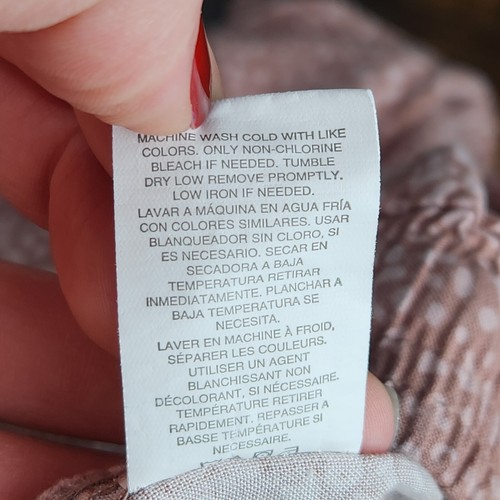 MACHINE WASH COLD WITH LIKE
COLORS. ONLY NON-CHLORINE
BLEACH IF NEEDED. TUMBLE
DRY LOW REMOVE PROMPTLY.
LOW IRON IF NEEDED.
LAVAR A MÁQUINA EN AGUA FRÍA
CON COLORES SIMILARES. USAR
BLANQUEADOR SIN CLORO, SI
ES NECESARIO. SECAR EN
SECADORA A BAJA
TEMPERATURA RETIRAR
INMEDIATAMENTE. PLANCHAR A
BAJA TEMPERATURA SE
NECESITA.
LAVER EN MACHINE À FROID,
SÉPARER LES COULEURS.
UTILISER UN AGENT
BLANCHISSANT NON
DÉCOLORANT, SI NÉCESSAIRE.
TEMPÉRATURE RETIRER
RAPIDEMENT. REPASSER A
BASSE TEMPÉRATURE SI
NECESSAIRE.